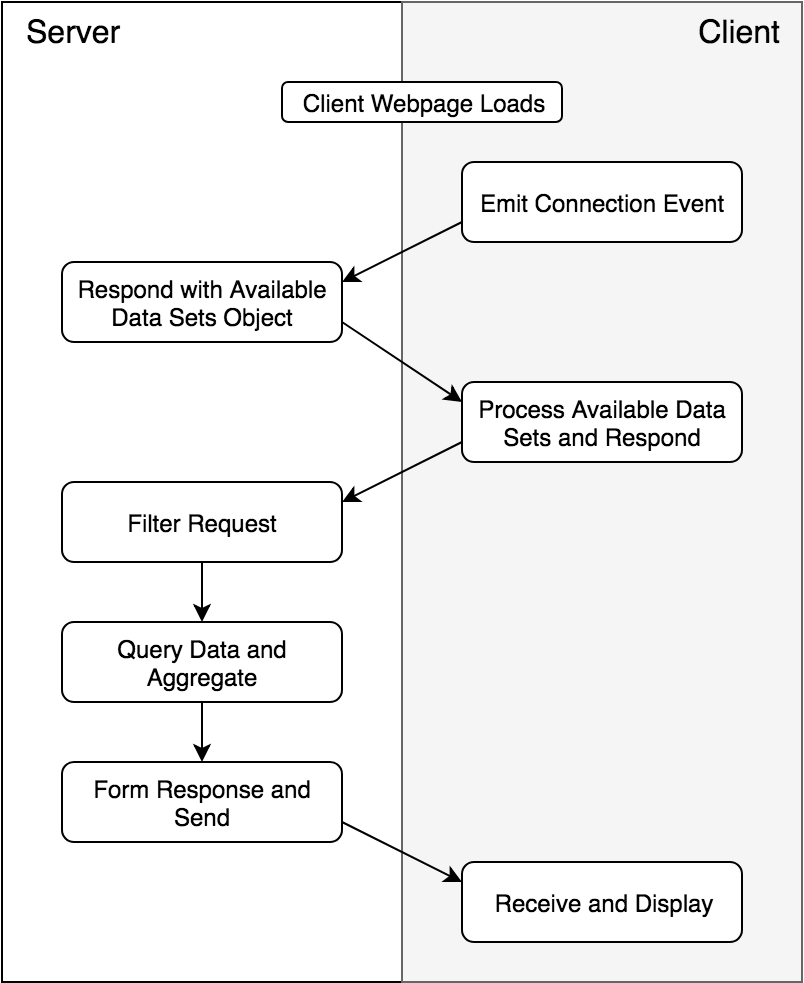 Server
Client
Client Webpage Loads
Emit Connection Event
Respond with Available
Data Sets Object
Process Available Data
Sets and Respond
Filter Request
Query Data and
Aggregate
Form Response and
Send
Receive and Display